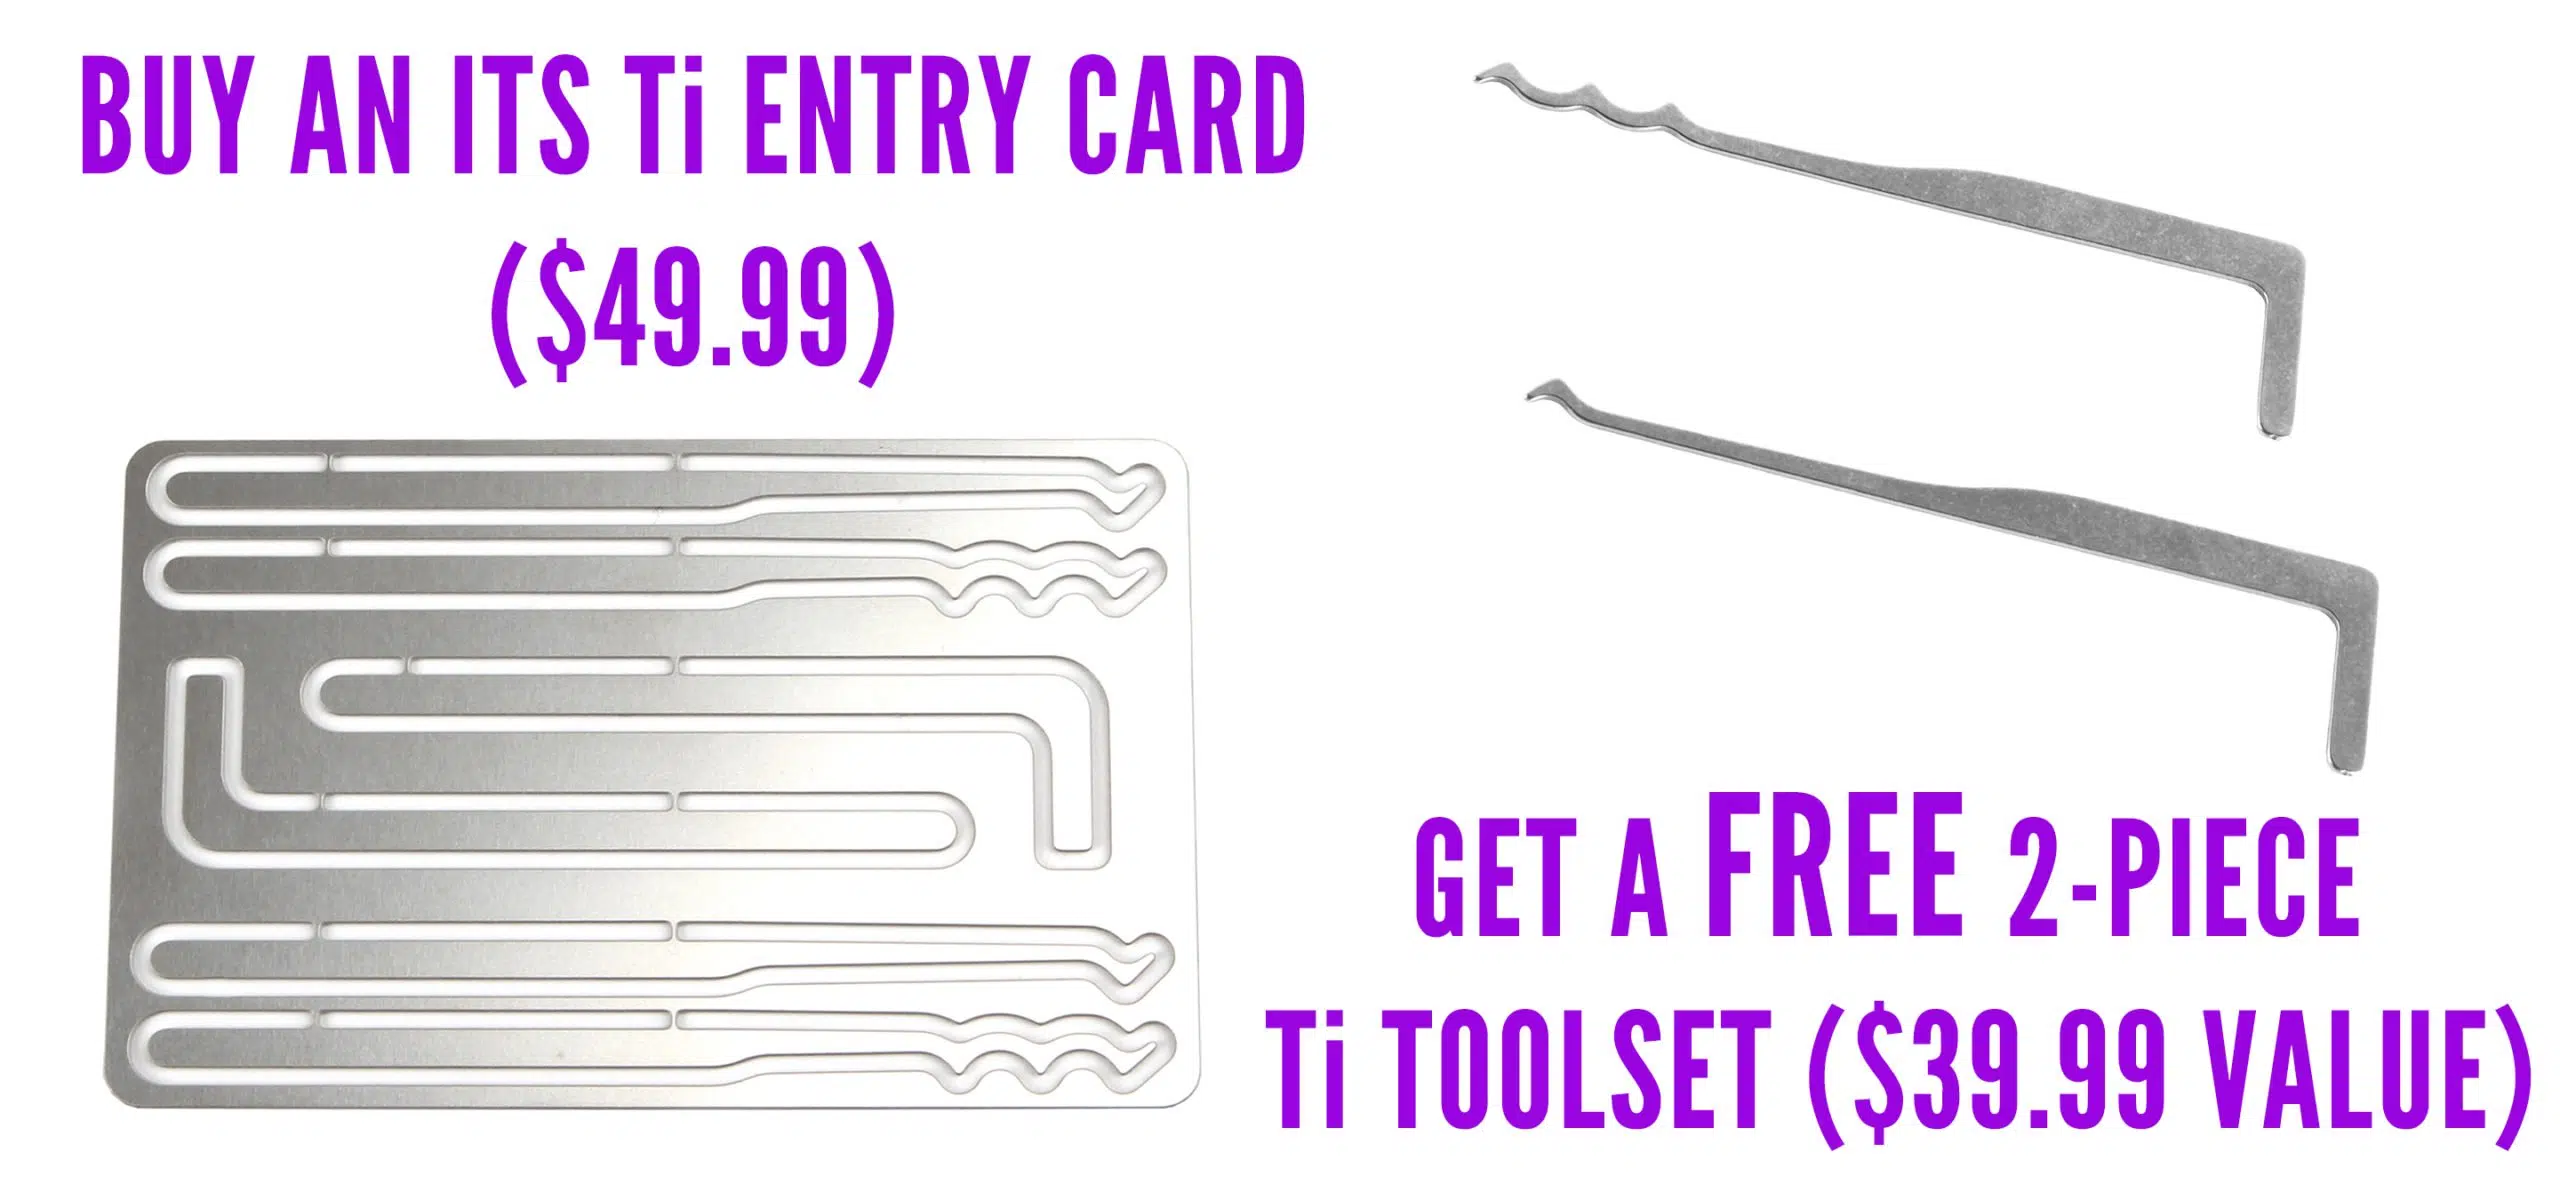 BUY AN ITS Ti ENTRY CARD
($49.99)
GET A FREE 2-PIECE
Ti TOOLSET ($39.99 VALUE)